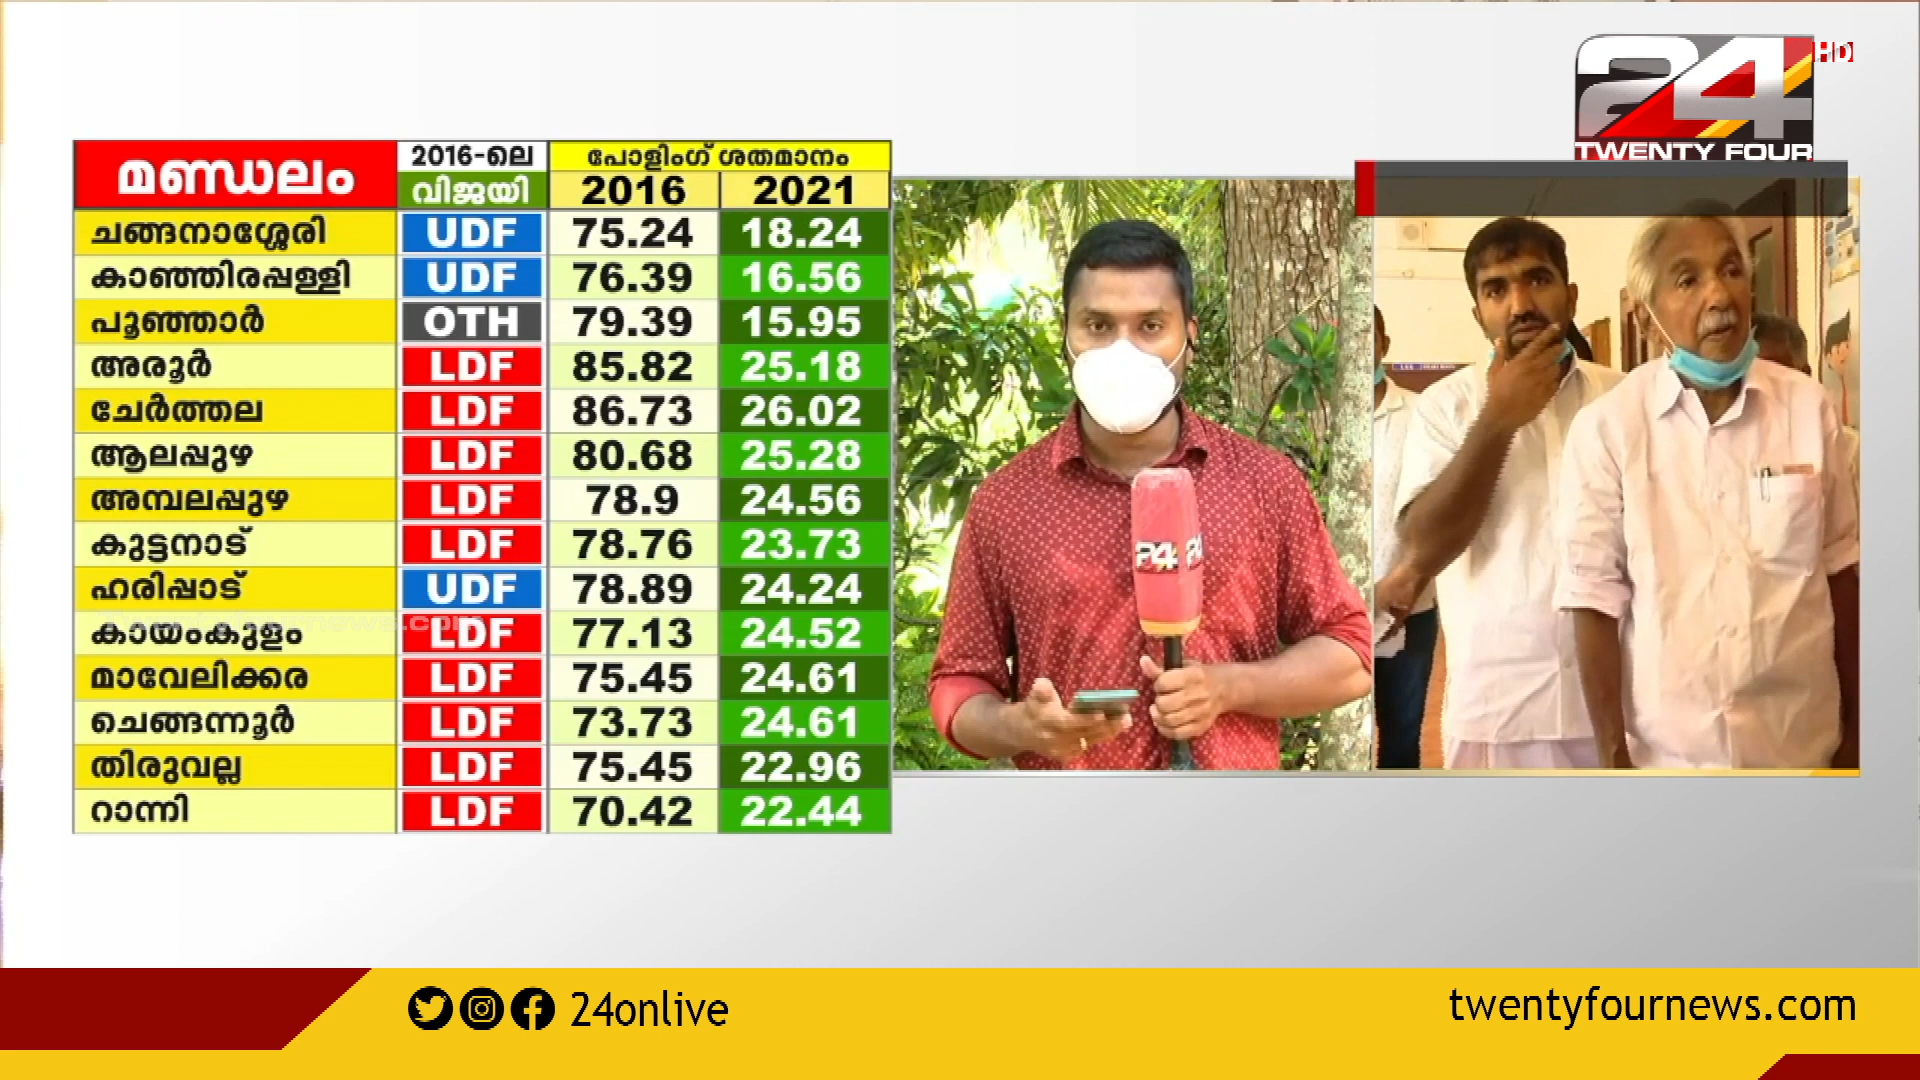 24 HD
TWENTY FOUR
മണ്ഡലം 2016-ലെ വിജയി പോളിംഗ് ശതമാനം
2016 2021
ചങ്ങനാശ്ശേരി UDF 75.24 18.24
കാഞ്ഞിരപ്പള്ളി UDF 76.39 16.56
പൂഞ്ഞാർ OTH 79.39 15.95
അരൂർ LDF 85.82 25.18
ചേർത്തല LDF 86.73 26.02
ആലപ്പുഴ LDF 80.68 25.28
അമ്പലപ്പുഴ LDF 78.9 24.56
കുട്ടനാട് LDF 78.76 23.73
ഹരിപ്പാട് UDF 78.89 24.24
കായംകുളം LDF 77.13 24.52
മാവേലിക്കര LDF 75.45 24.61
ചെങ്ങന്നൂർ LDF 73.73 24.61
തിരുവല്ല LDF 75.45 22.96
റാന്നി LDF 70.42 22.44
24 24
24onlive
twentyfournews.com